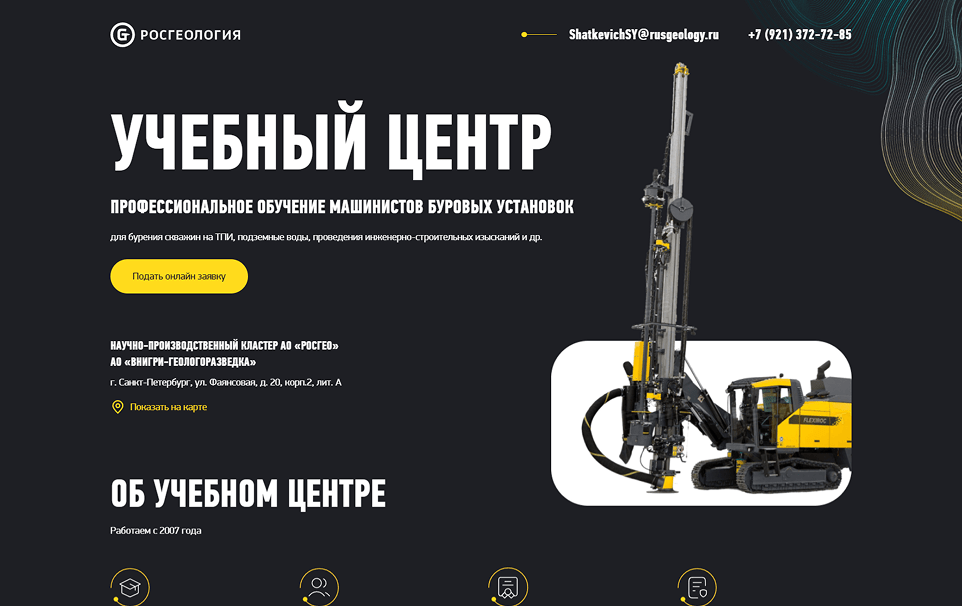 РОСГЕОЛОГИЯ
ShatkevichSY@rusgeology.ru
+7 (921) 372-72-85
УЧЕБНЫЙ ЦЕНТР
ПРОФЕССИОНАЛЬНОЕ ОБУЧЕНИЕ МАШИНИСТОВ БУРОВЫХ УСТАНОВОК
для бурения скважин на ТПИ, подземные воды, проведения инженерно-строительных изысканий и др.
Подать онлайн заявку
НАУЧНО-ПРОИЗВОДСТВЕННЫЙ КЛАСТЕР АО «РОСГЕО»
АО «ВНИГРИ-ГЕОЛОГОРАЗВЕДКА»
г. Санкт-Петербург, ул. Фаянсовая, д. 20, корп.2, лит. А
Показать на карте
FLEXIROC
ОБ УЧЕБНОМ ЦЕНТРЕ
Работаем с 2007 года